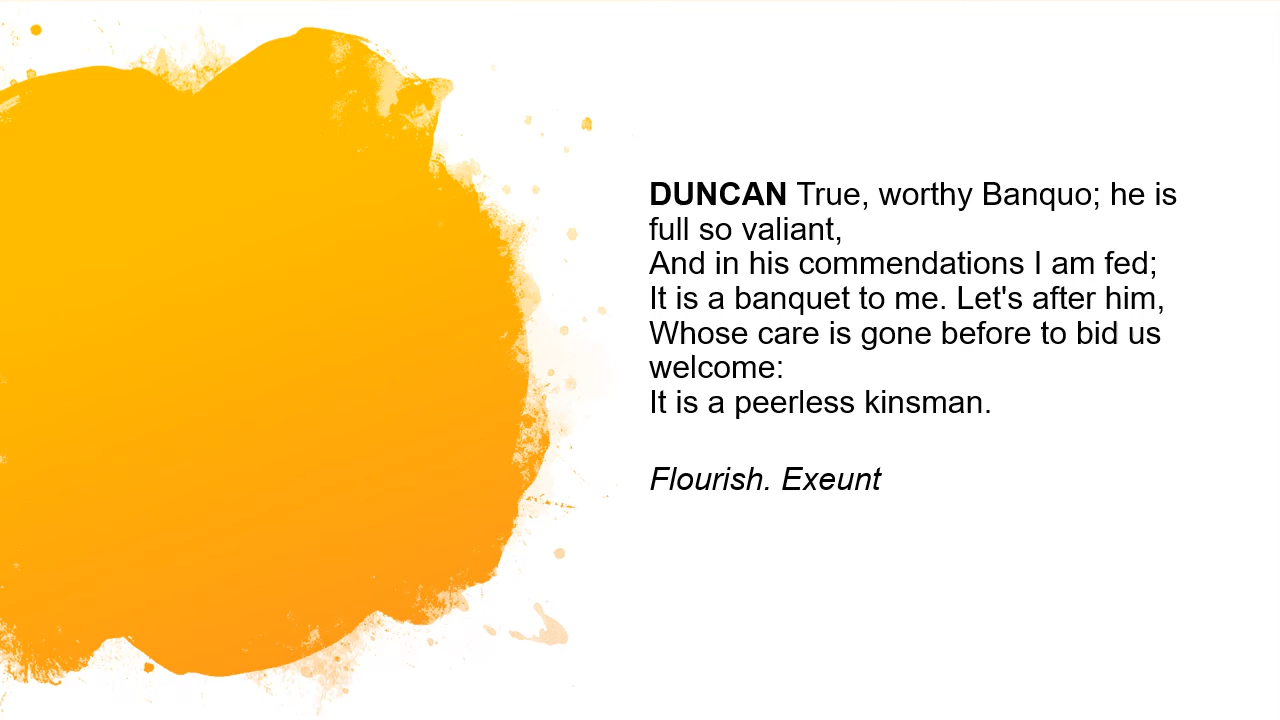 DUNCAN True, worthy Banquo; he is
full so valiant,
And in his commendations I am fed;
It is a banquet to me. Let's after him,
Whose care is gone before to bid us
welcome:
It is a peerless kinsman.
Flourish. Exeunt